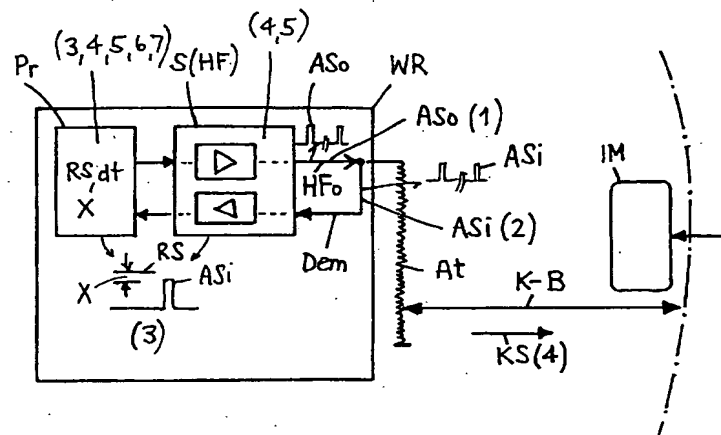 (3,4,5,6,7)
Pr
S(HF)
(4,5)
ASo
WR
ASo (1)
ASi
IM
RS, dt
X
HFo
ASi (2)
Dem
At
RS
X
ASi
(3)
K-B
KS (4)